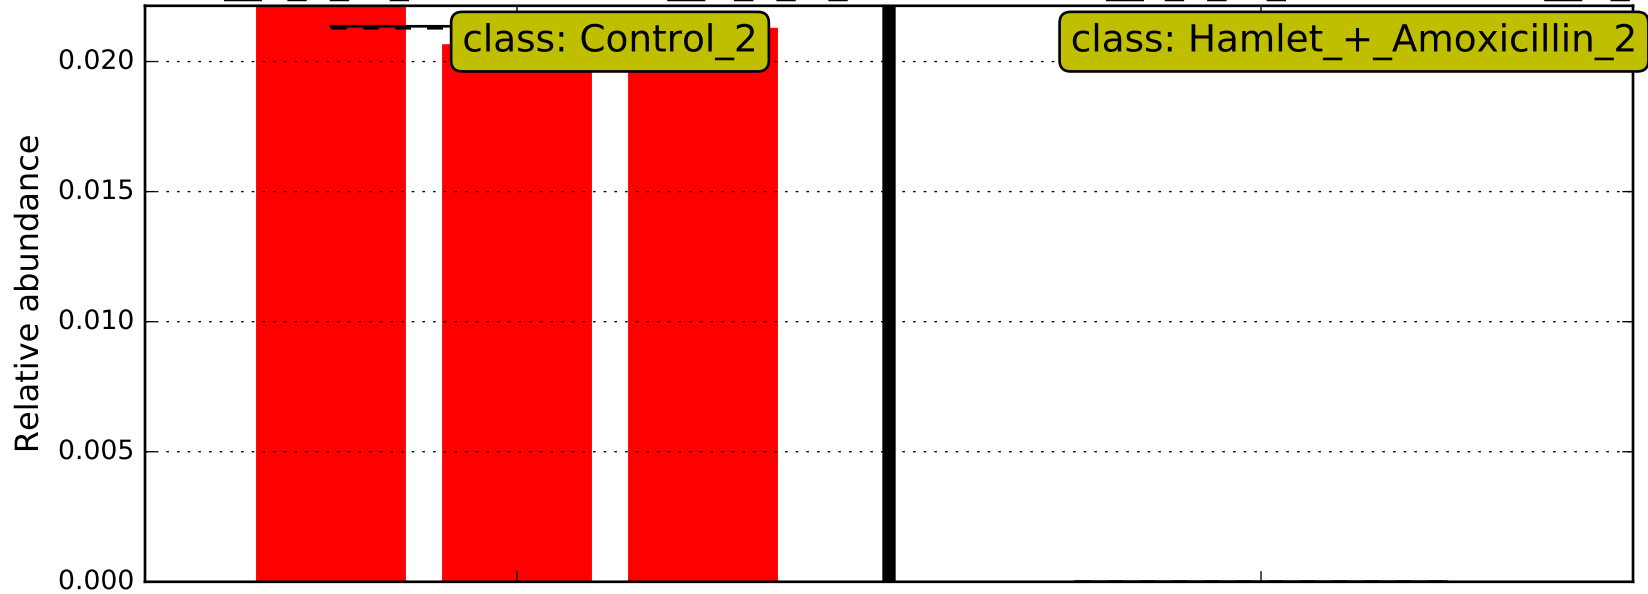 class: Control_2
class: Hamlet_+_Amoxicillin_2
0.020
0.015
0.010
0.005
0.000
Relative abundance